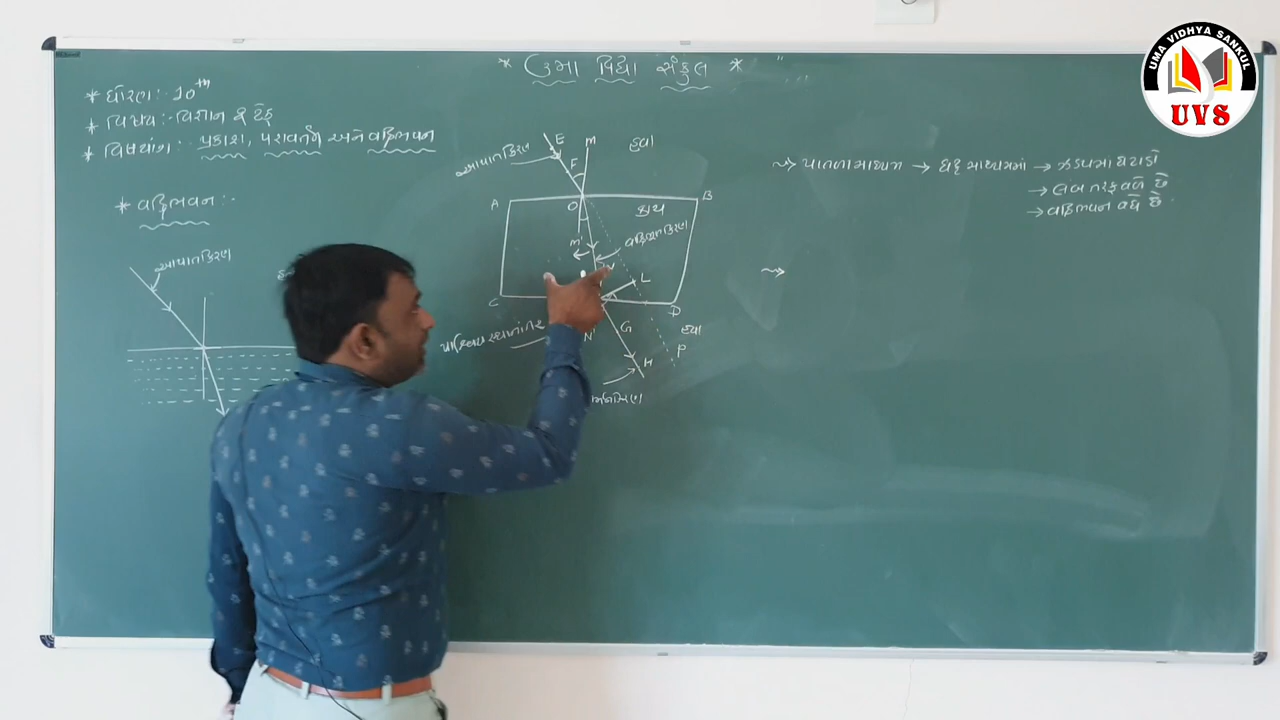 * ઉમા વિદ્યા સંકુલ *
* ધોરણ :- 10th
* વિષય :- વિજ્ઞાન & ટેક
* વિષયાંગ :- પ્રકાશ, પરાવર્તન અને વક્રીભવન
* વક્રીભવન :-
આપાતકિરણ
આપાતકિરણ
E
M
હવા
F
A
B
O
કાચ
M'
વક્રીભૂતકિરણ
L
C
D
N
G
હવા
P
H
→ પાતળા માધ્યમ → ઘટ્ટ માધ્યમમાં → ઝડપમાં ઘટાડો
→ લંબ તરફ વળે છે
→ વક્રીભવન વધે છે
UMA VIDHYA SANKUL
UVS